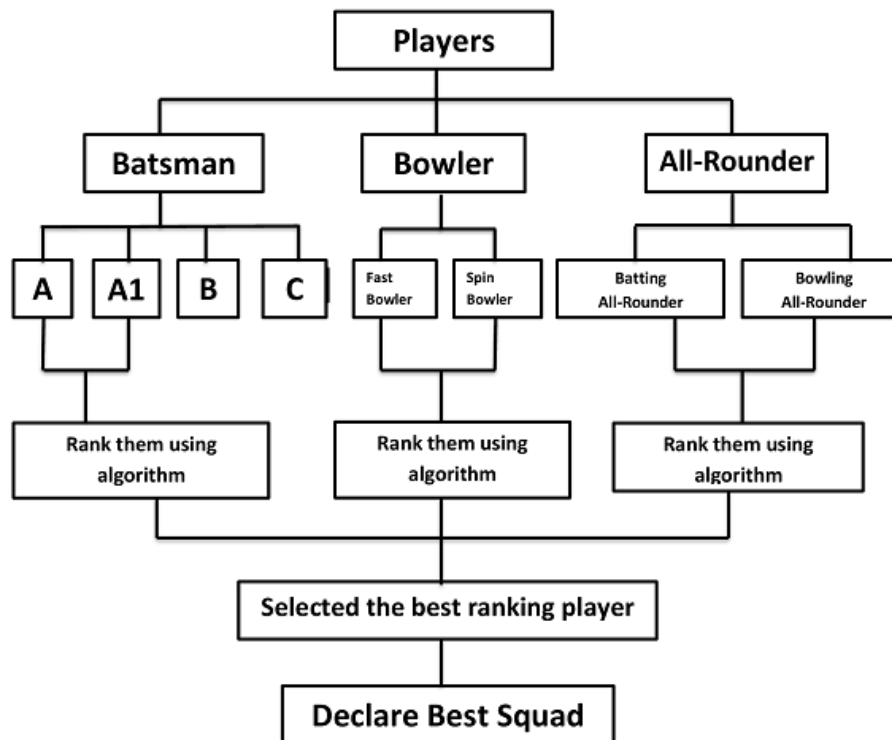 Players
Batsman
Bowler
All-Rounder
A
A1
B
C
Fast
Bowler
Spin
Bowler
Batting
All-Rounder
Bowling
All-Rounder
Rank them using
algorithm
Rank them using
algorithm
Rank them using
algorithm
Selected the best ranking player
Declare Best Squad